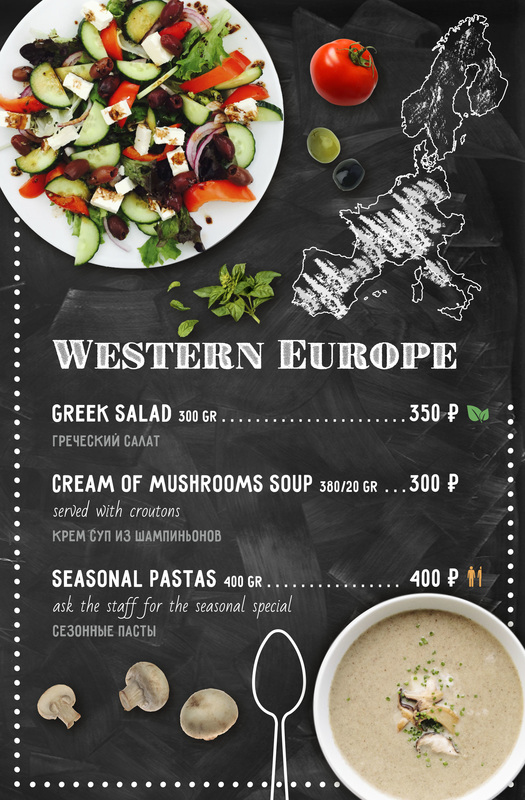 WESTERN EUROPE
GREEK SALAD 300 GR ........................ 350 ₽
ГРЕЧЕСКИЙ САЛАТ
CREAM OF MUSHROOMS SOUP 380/20 GR ... 300 ₽
served with croutons
КРЕМ СУП ИЗ ШАМПИНЬОНОВ
SEASONAL PASTAS 400 GR ................. 400 ₽
ask the staff for the seasonal special
СЕЗОННЫЕ ПАСТЫ